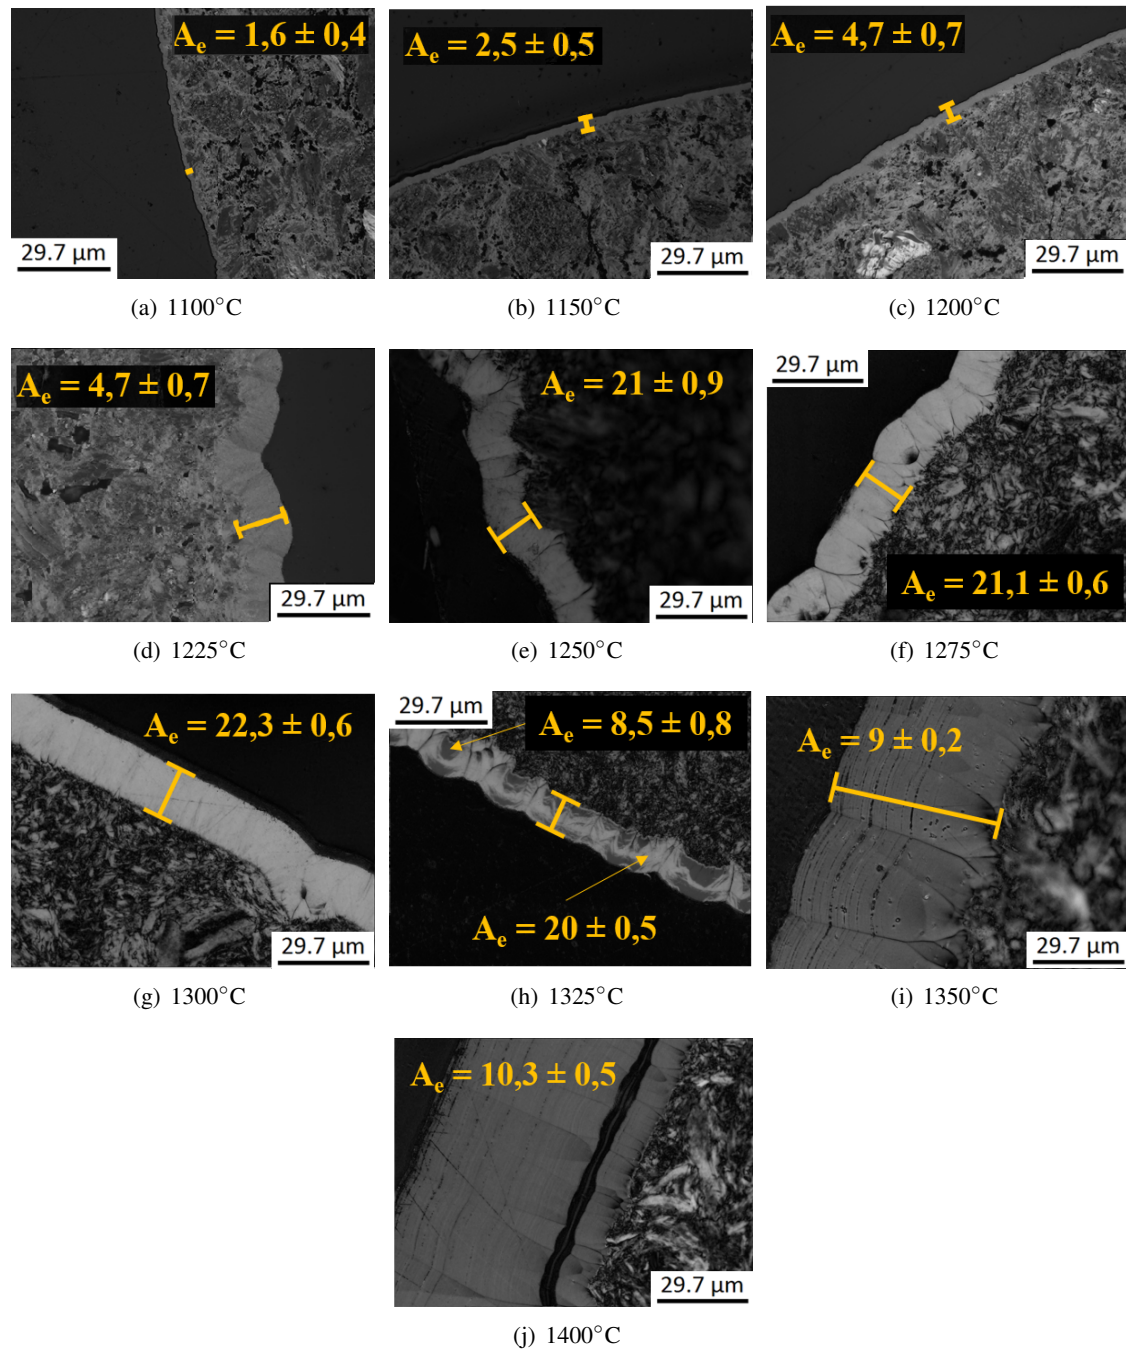 Aₑ = 1,6 ± 0,4
29.7 µm
(a) 1100°C
Aₑ = 2,5 ± 0,5
29.7 µm
(b) 1150°C
Aₑ = 4,7 ± 0,7
29.7 µm
(c) 1200°C
Aₑ = 4,7 ± 0,7
29.7 µm
(d) 1225°C
Aₑ = 21 ± 0,9
29.7 µm
(e) 1250°C
29.7 µm
Aₑ = 21,1 ± 0,6
(f) 1275°C
Aₑ = 22,3 ± 0,6
29.7 µm
(g) 1300°C
29.7 µm
Aₑ = 8,5 ± 0,8
Aₑ = 20 ± 0,5
(h) 1325°C
Aₑ = 9 ± 0,2
29.7 µm
(i) 1350°C
Aₑ = 10,3 ± 0,5
29.7 µm
(j) 1400°C